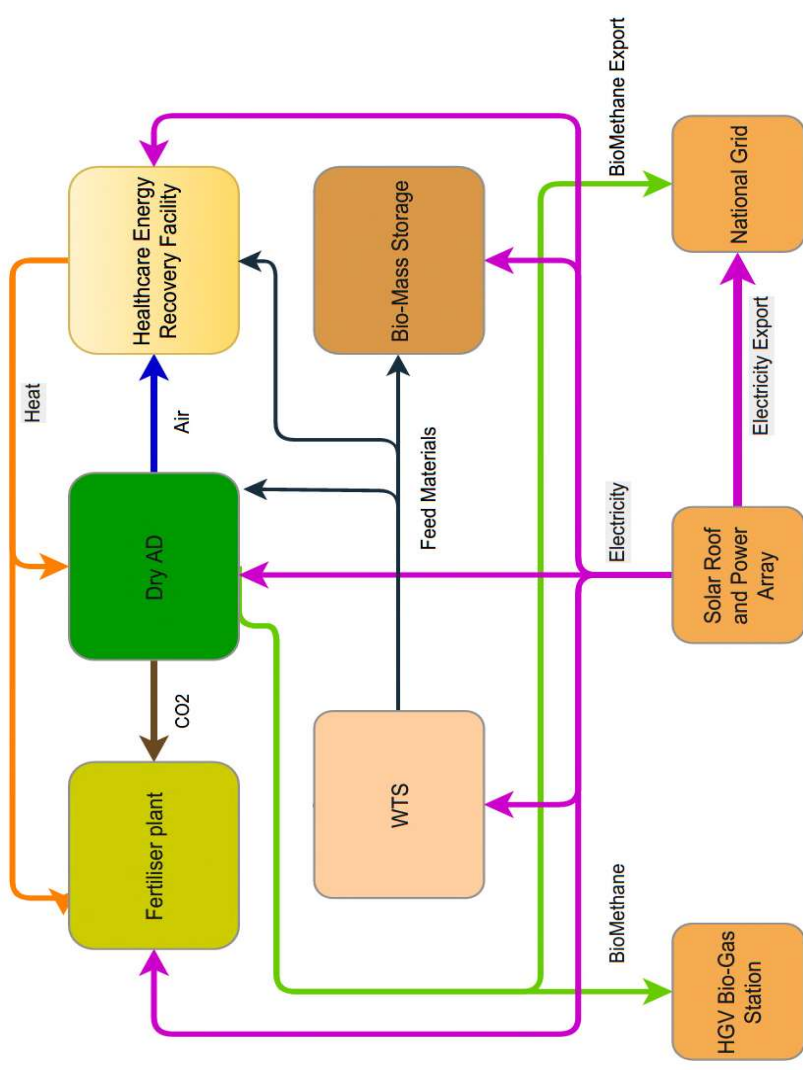 Heat
Fertiliser plant
CO2
Dry AD
Air
Healthcare Energy
Recovery Facility
WTS
Feed Materials
Bio-Mass Storage
BioMethane
Electricity
BioMethane Export
HGV Bio-Gas
Station
Solar Roof
and Power
Array
Electricity Export
National Grid